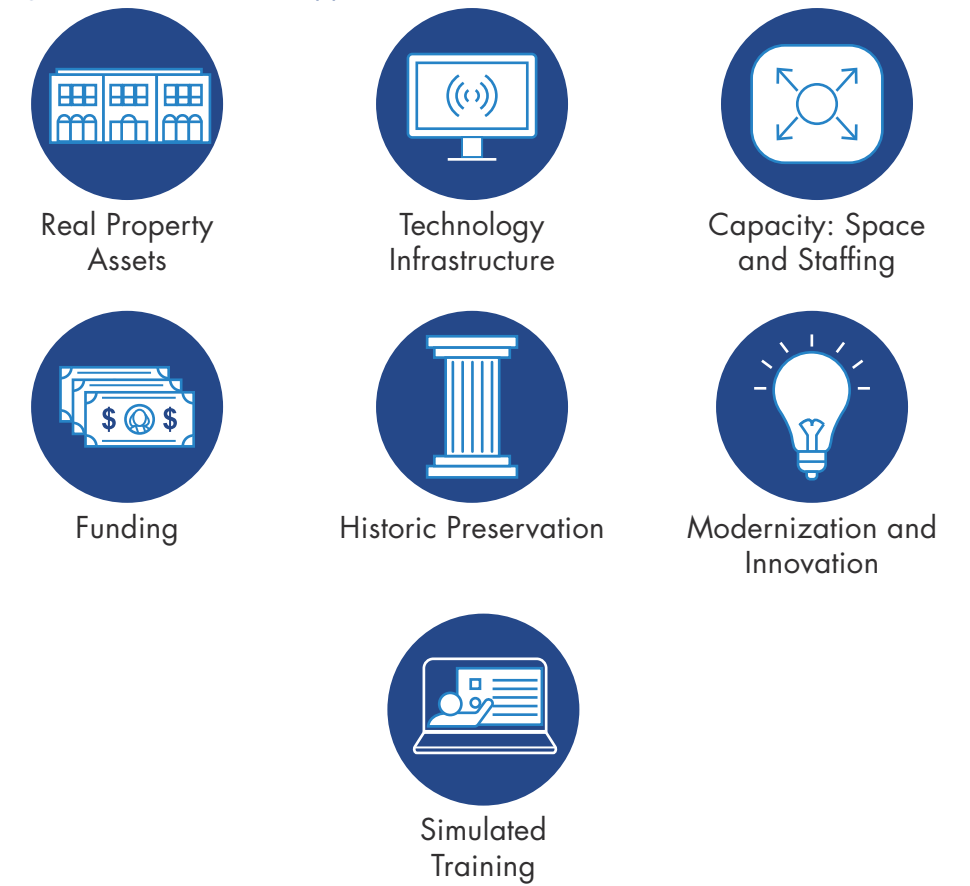 Real Property
Assets
Technology
Infrastructure
Capacity: Space
and Staffing
$ $
Funding
Historic Preservation
Modernization and
Innovation
Simulated
Training